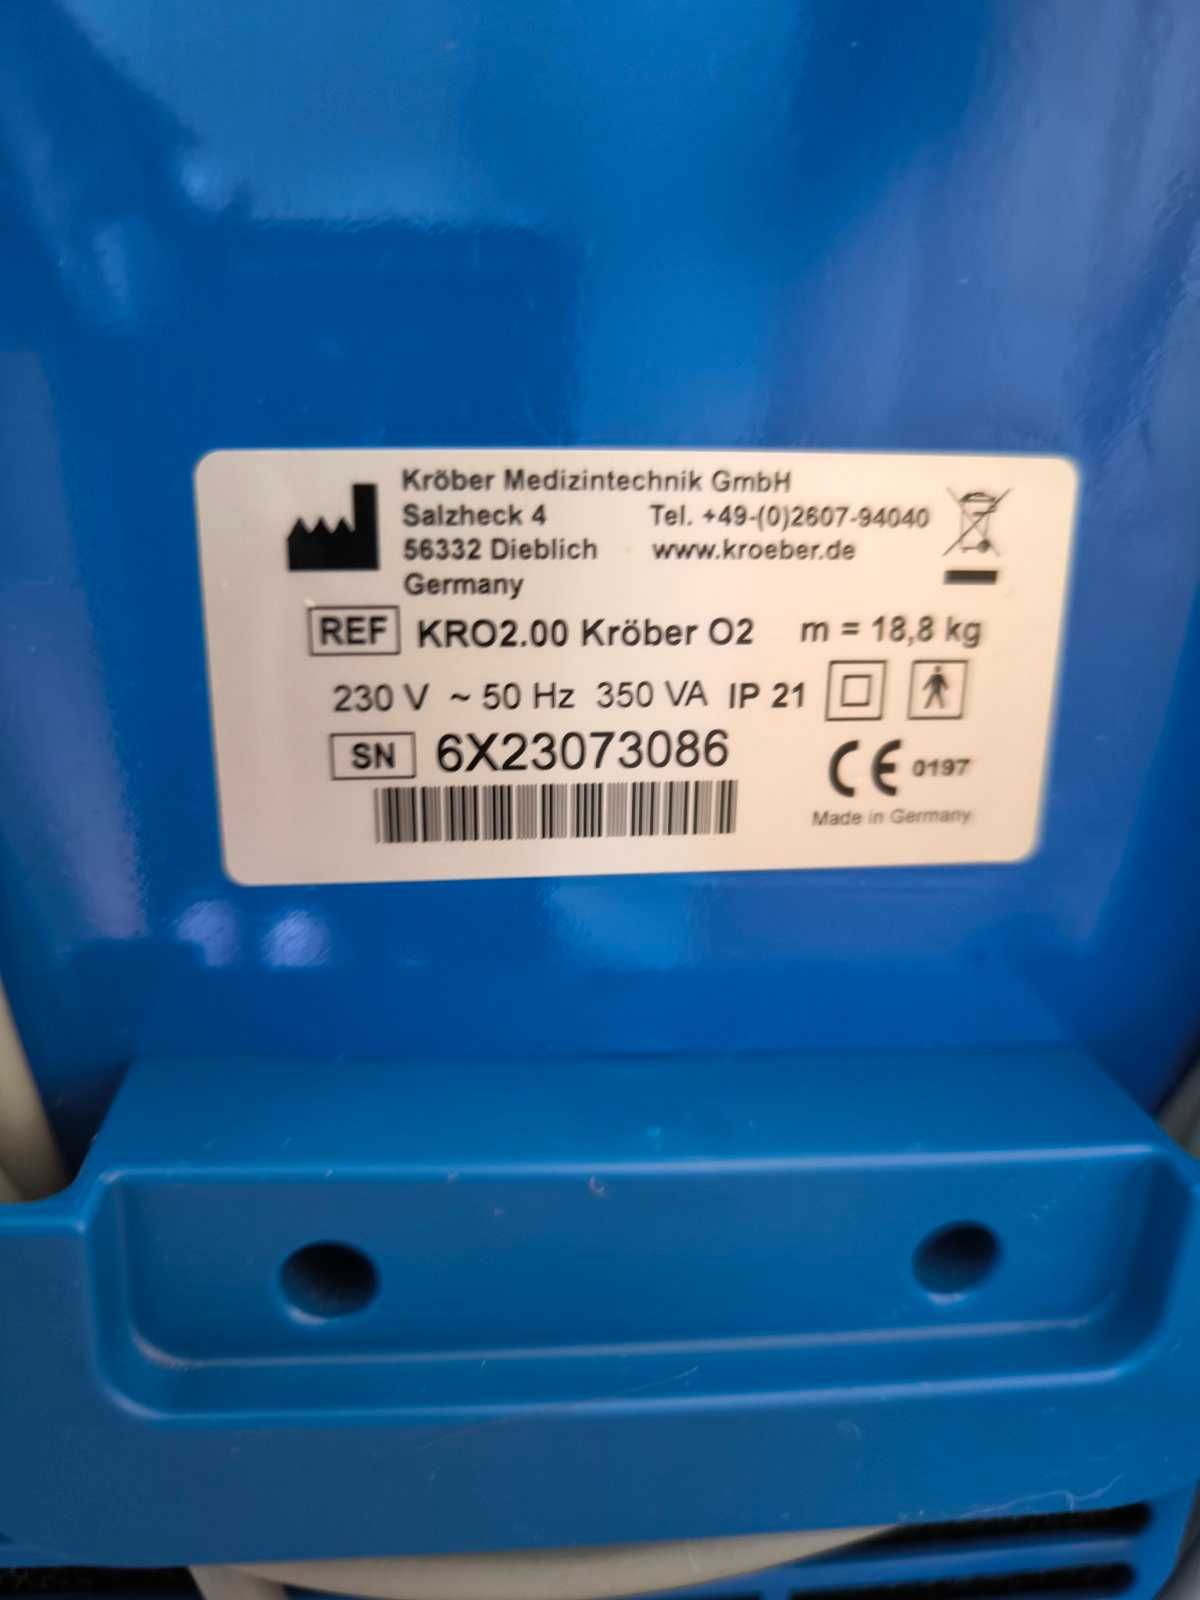 Kröber Medizintechnik GmbH
Salzheck 4 Tel. +49-(0)2607-94040
56332 Dieblich www.kroeber.de
Germany
REF KRO2.00 Kröber O2 m = 18,8 kg
230 V ~ 50 Hz 350 VA IP 21
SN 6X23073086
CE 0197
Made in Germany